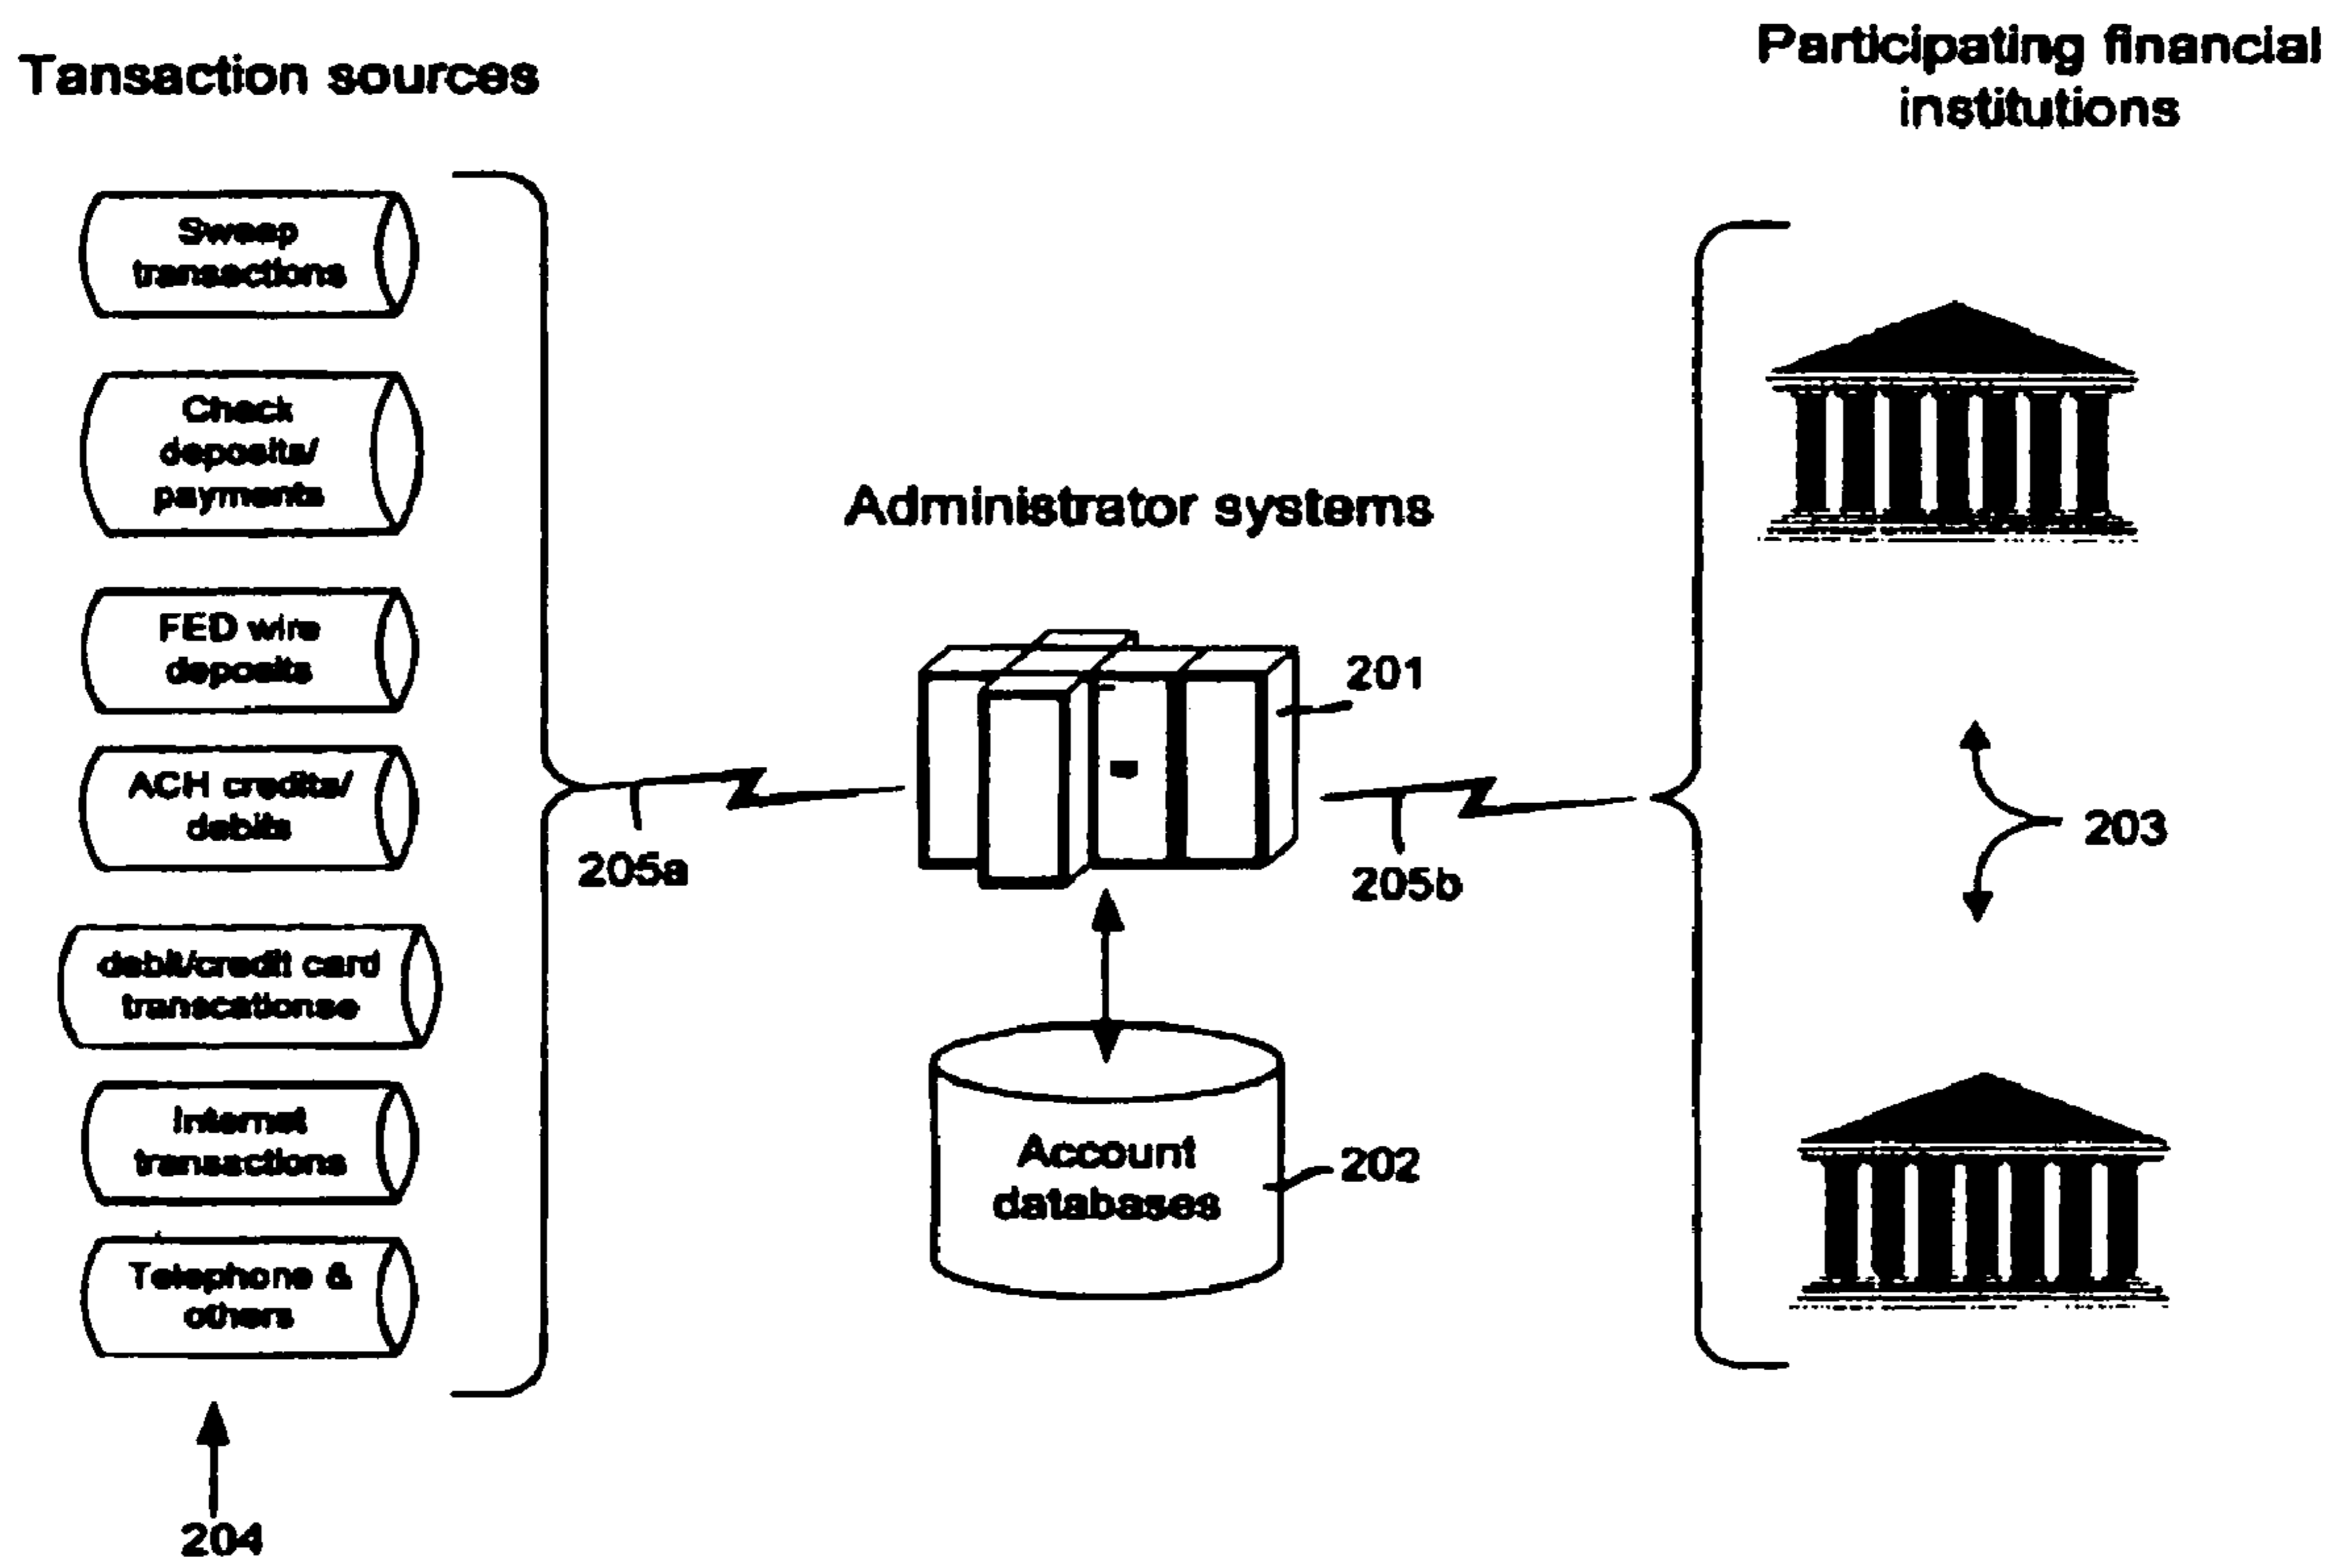 Tansaction sources
Sweep
transactions
Check
deposits/
payments
FED wire
deposits
ACH credits/
debits
debit/credit card
transcationse
Internet
transactions
Telephone &
others
204
205a
Administrator systems
201
205b
Account
databases
202
Participating financial
institutions
203